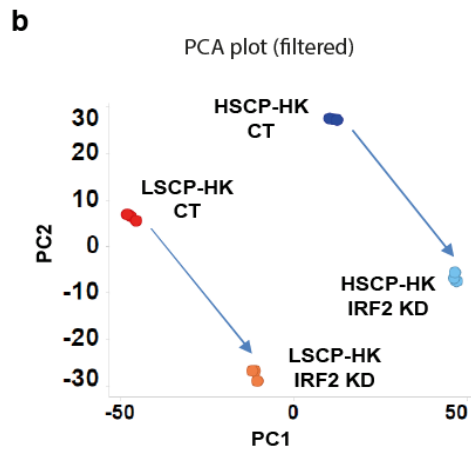 b
PCA plot (filtered)
HSCP-HK
CT
LSCP-HK
CT
HSCP-HK
IRF2 KD
LSCP-HK
IRF2 KD
PC2
30
20
10
0
-10
-20
-30
-50
0
50
PC1